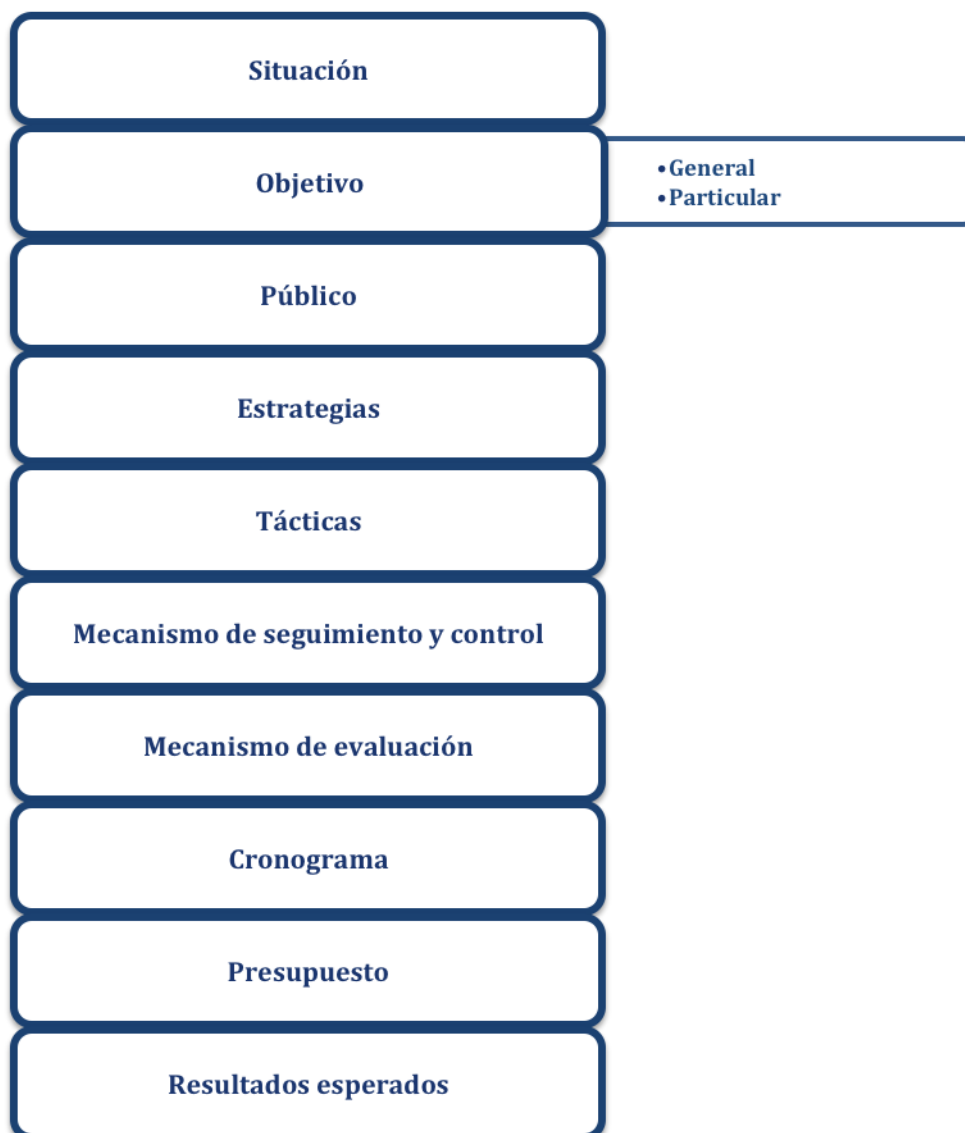 Situación
Objetivo
•General
•Particular
Público
Estrategias
Tácticas
Mecanismo de seguimiento y control
Mecanismo de evaluación
Cronograma
Presupuesto
Resultados esperados